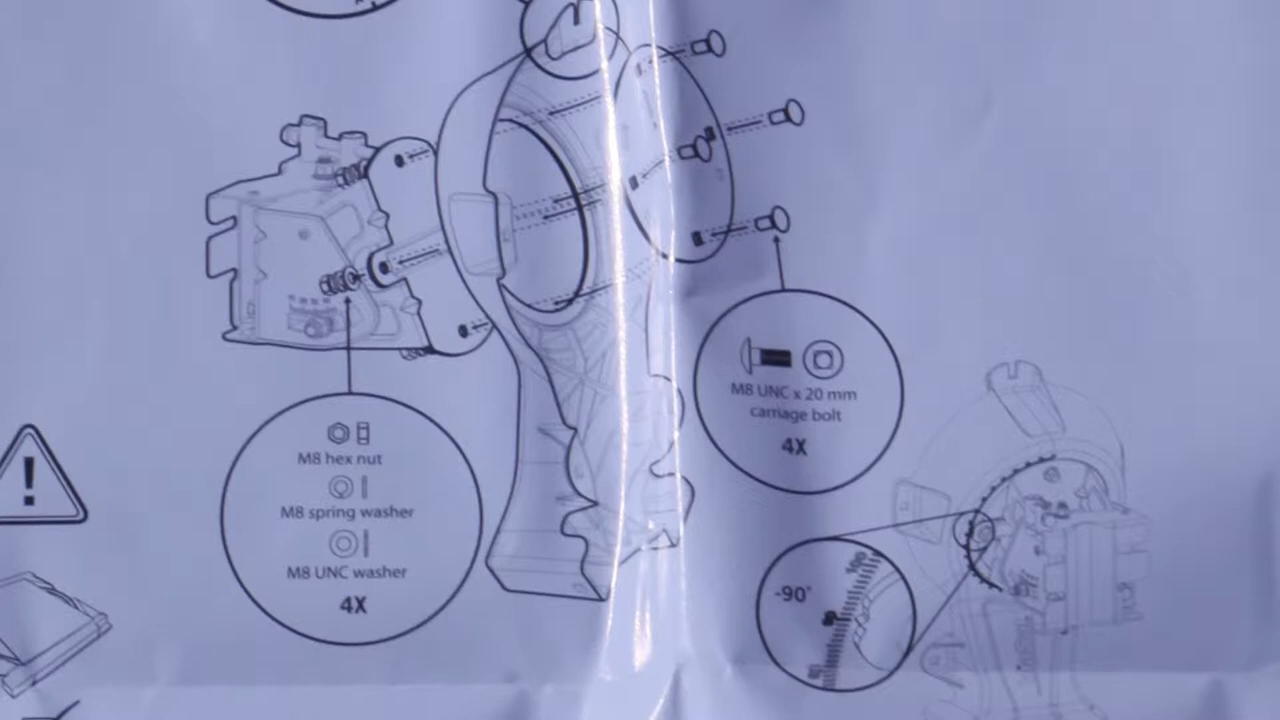 M8 UNC x 20 mm
carriage bolt
4X
M8 hex nut
M8 spring washer
M8 UNC washer
4X
-90°